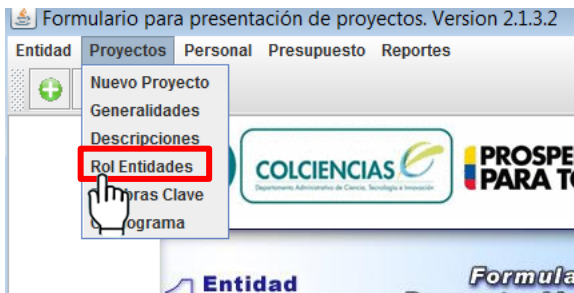 Formulario para presentación de proyectos. Version 2.1.3.2
Entidad Proyectos Personal Presupuesto Reportes
Nuevo Proyecto
Generalidades
Descripciones
Rol Entidades
Clave
COLCIENCIAS
Departamento Administrativo de Ciencia, Tecnología e Innovación
PROSPE
PARA T
Entidad
Formula